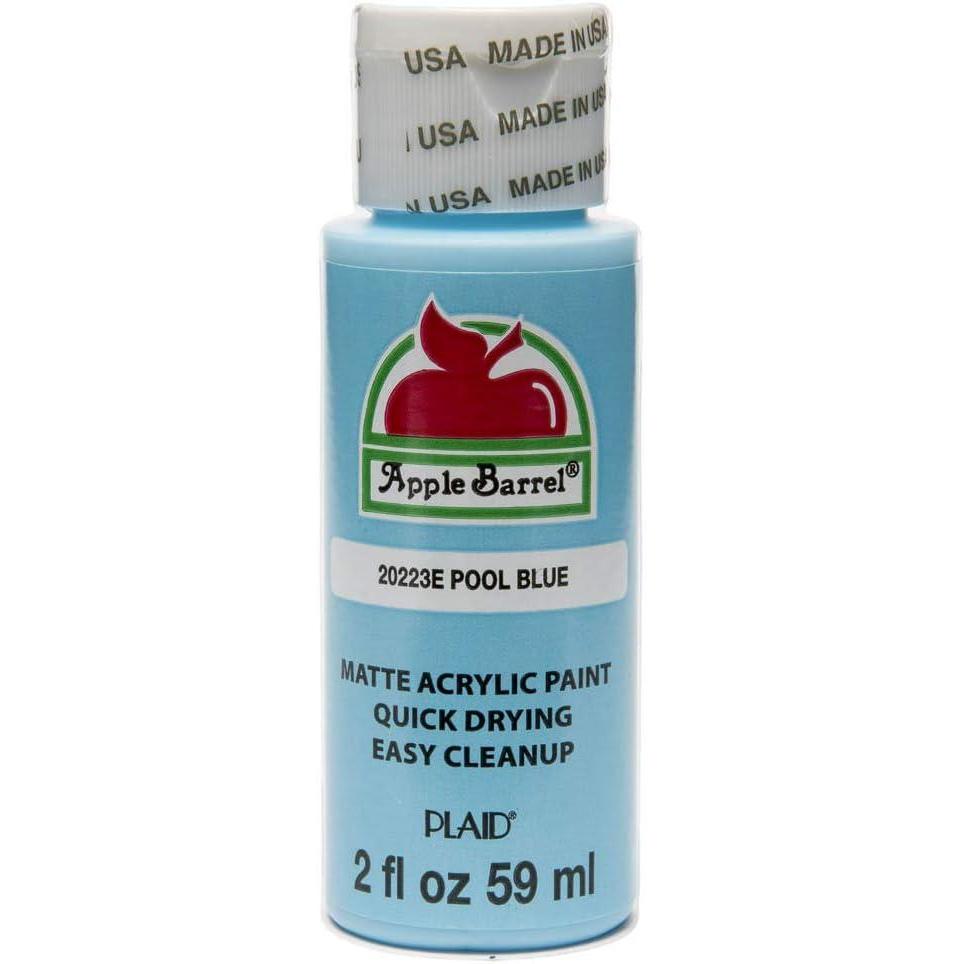 USA MADE IN USA
USA MADE IN USA
N USA MADE IN US
Apple Barrel®
20223E POOL BLUE
MATTE ACRYLIC PAINT
QUICK DRYING
EASY CLEANUP
PLAID®
2 fl oz 59 ml